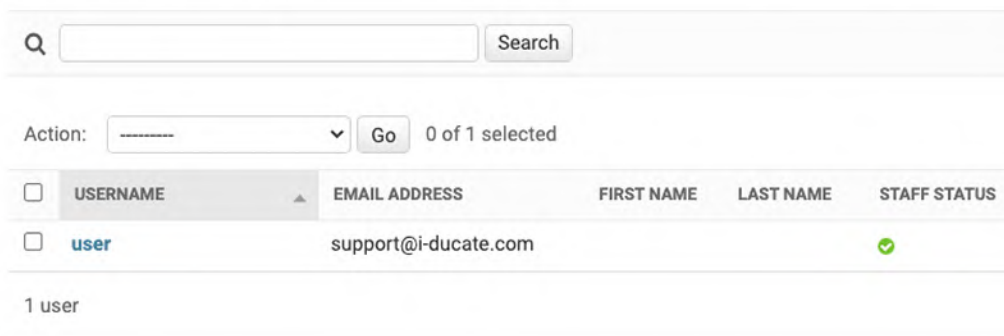 Search
Action: --------- Go 0 of 1 selected
USERNAME EMAIL ADDRESS FIRST NAME LAST NAME STAFF STATUS
user support@i-ducate.com
1 user